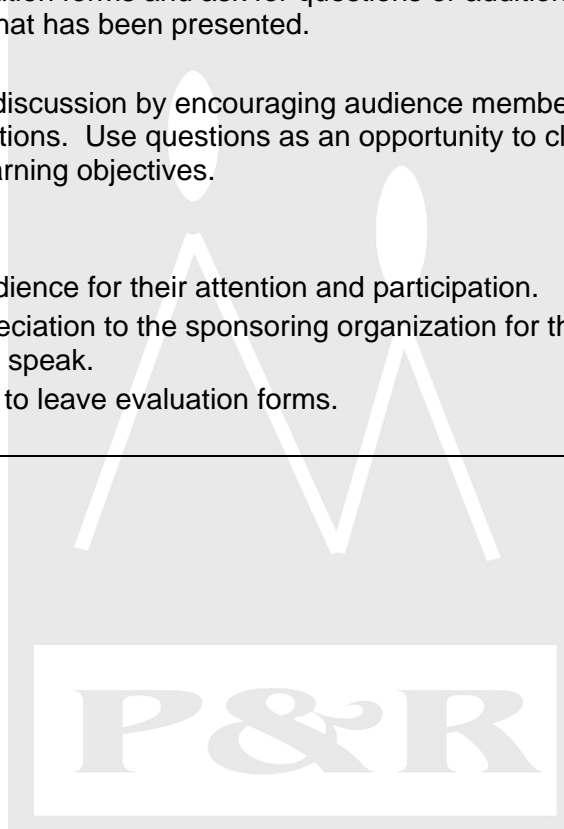 ation forms and ask for questions or addition
hat has been presented.
discussion by encouraging audience membe
tions. Use questions as an opportunity to cl
arning objectives.
dience for their attention and participation.
eciation to the sponsoring organization for th
speak.
to leave evaluation forms.
P&R